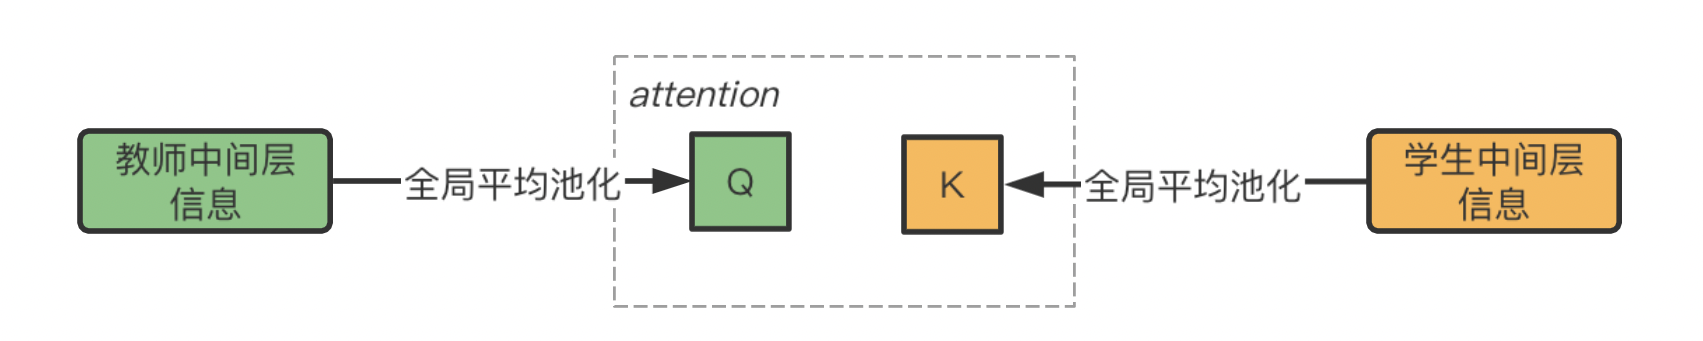 attention
教师中间层
信息
全局平均池化
Q
K
全局平均池化
学生中间层
信息